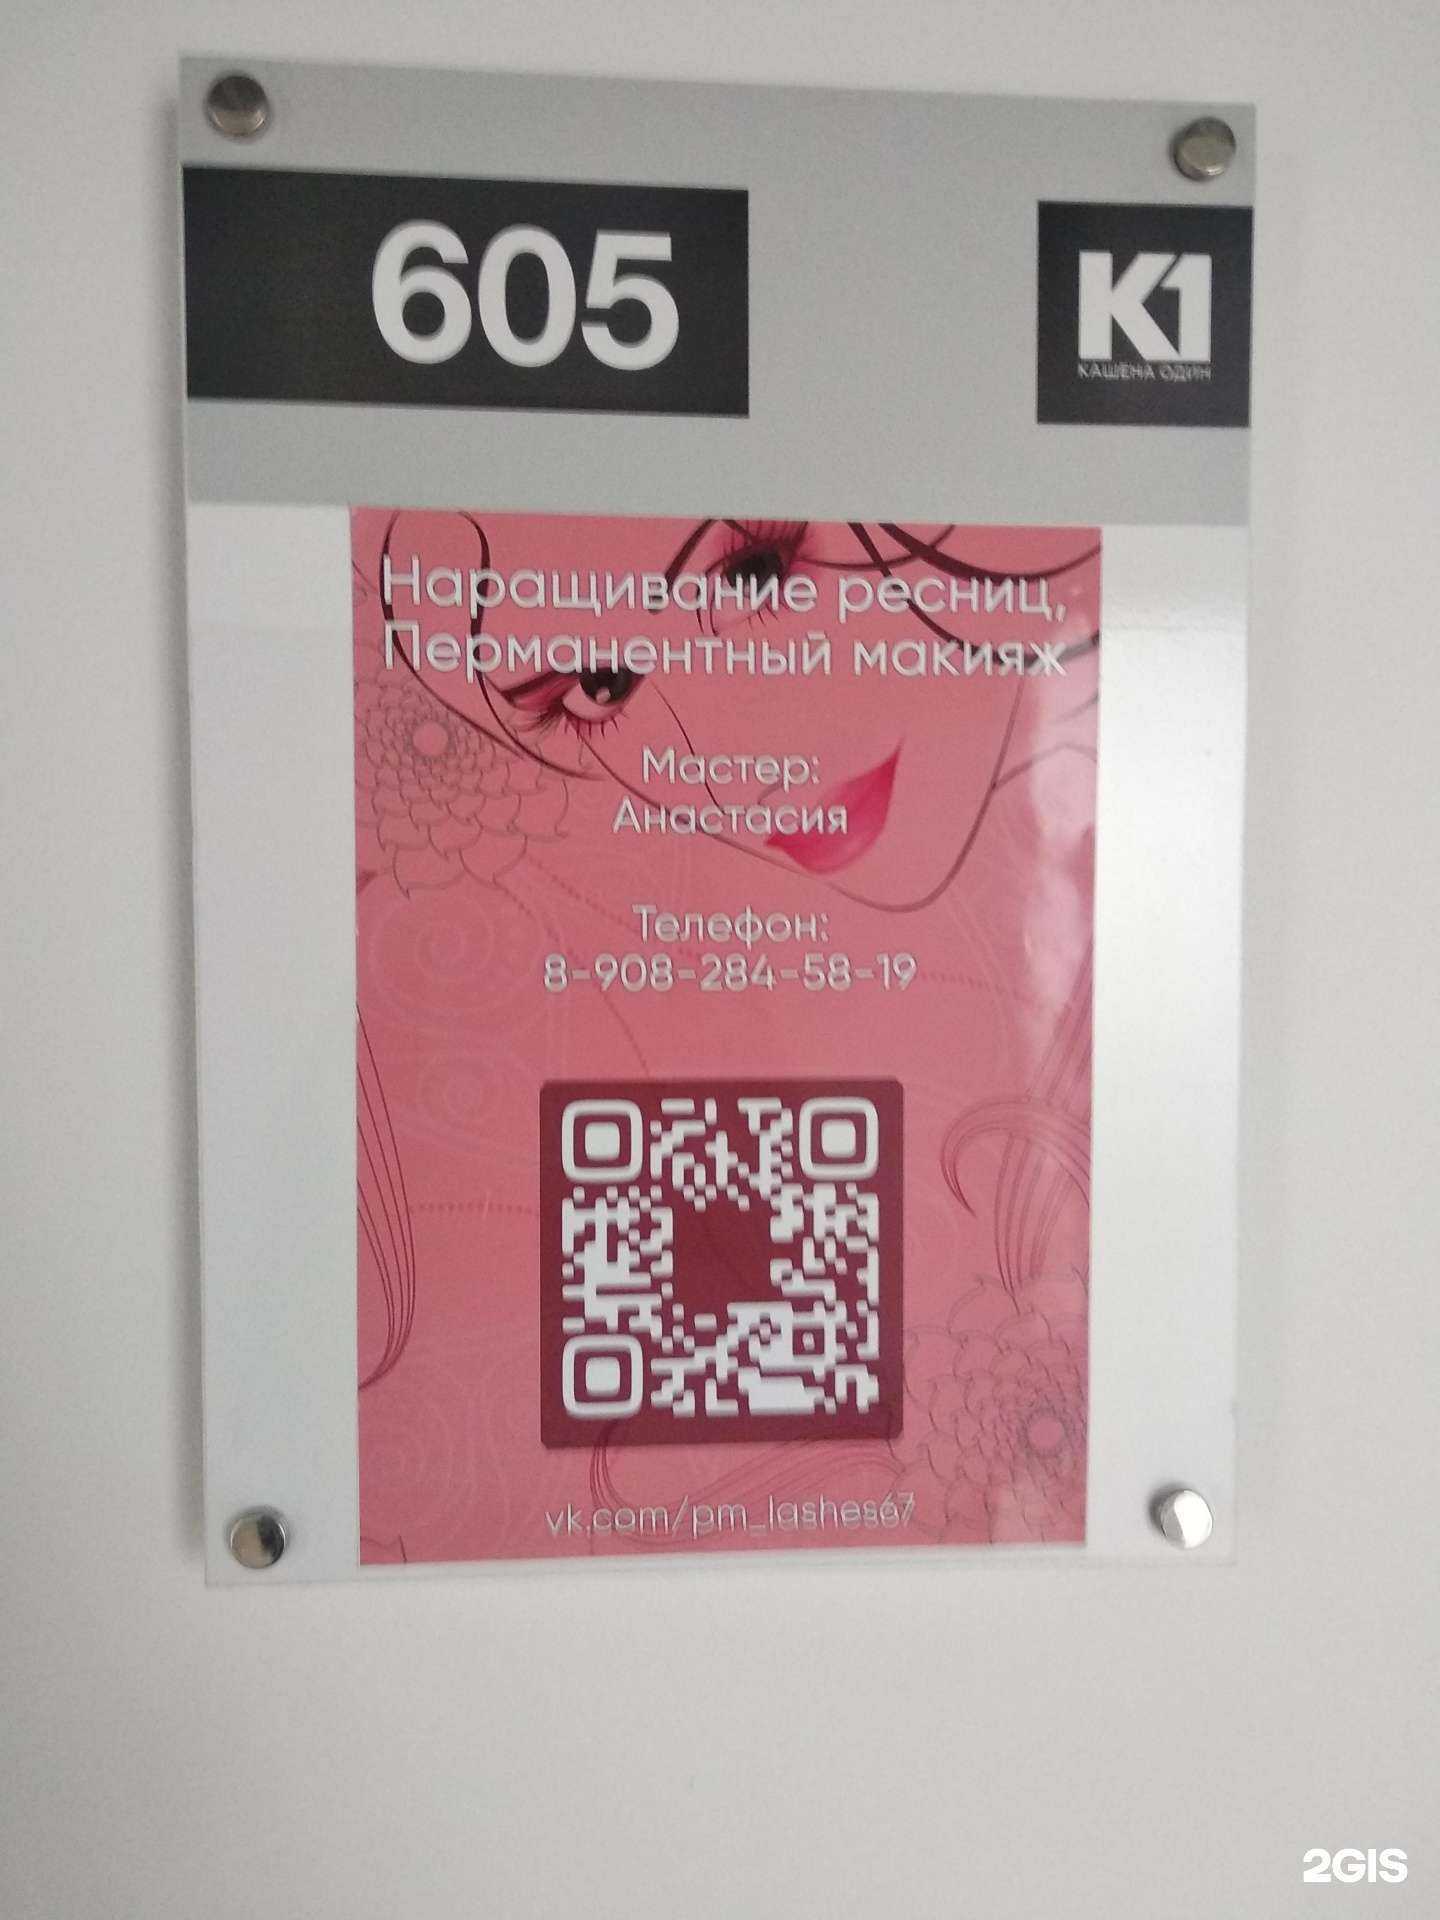 605
K1
КАШЕНА ОДИН
Наращивание ресниц,
Перманентный макияж
Мастер:
Анастасия
Телефон:
8-908-284-58-19
vk.com/pm_lashes67
2GIS